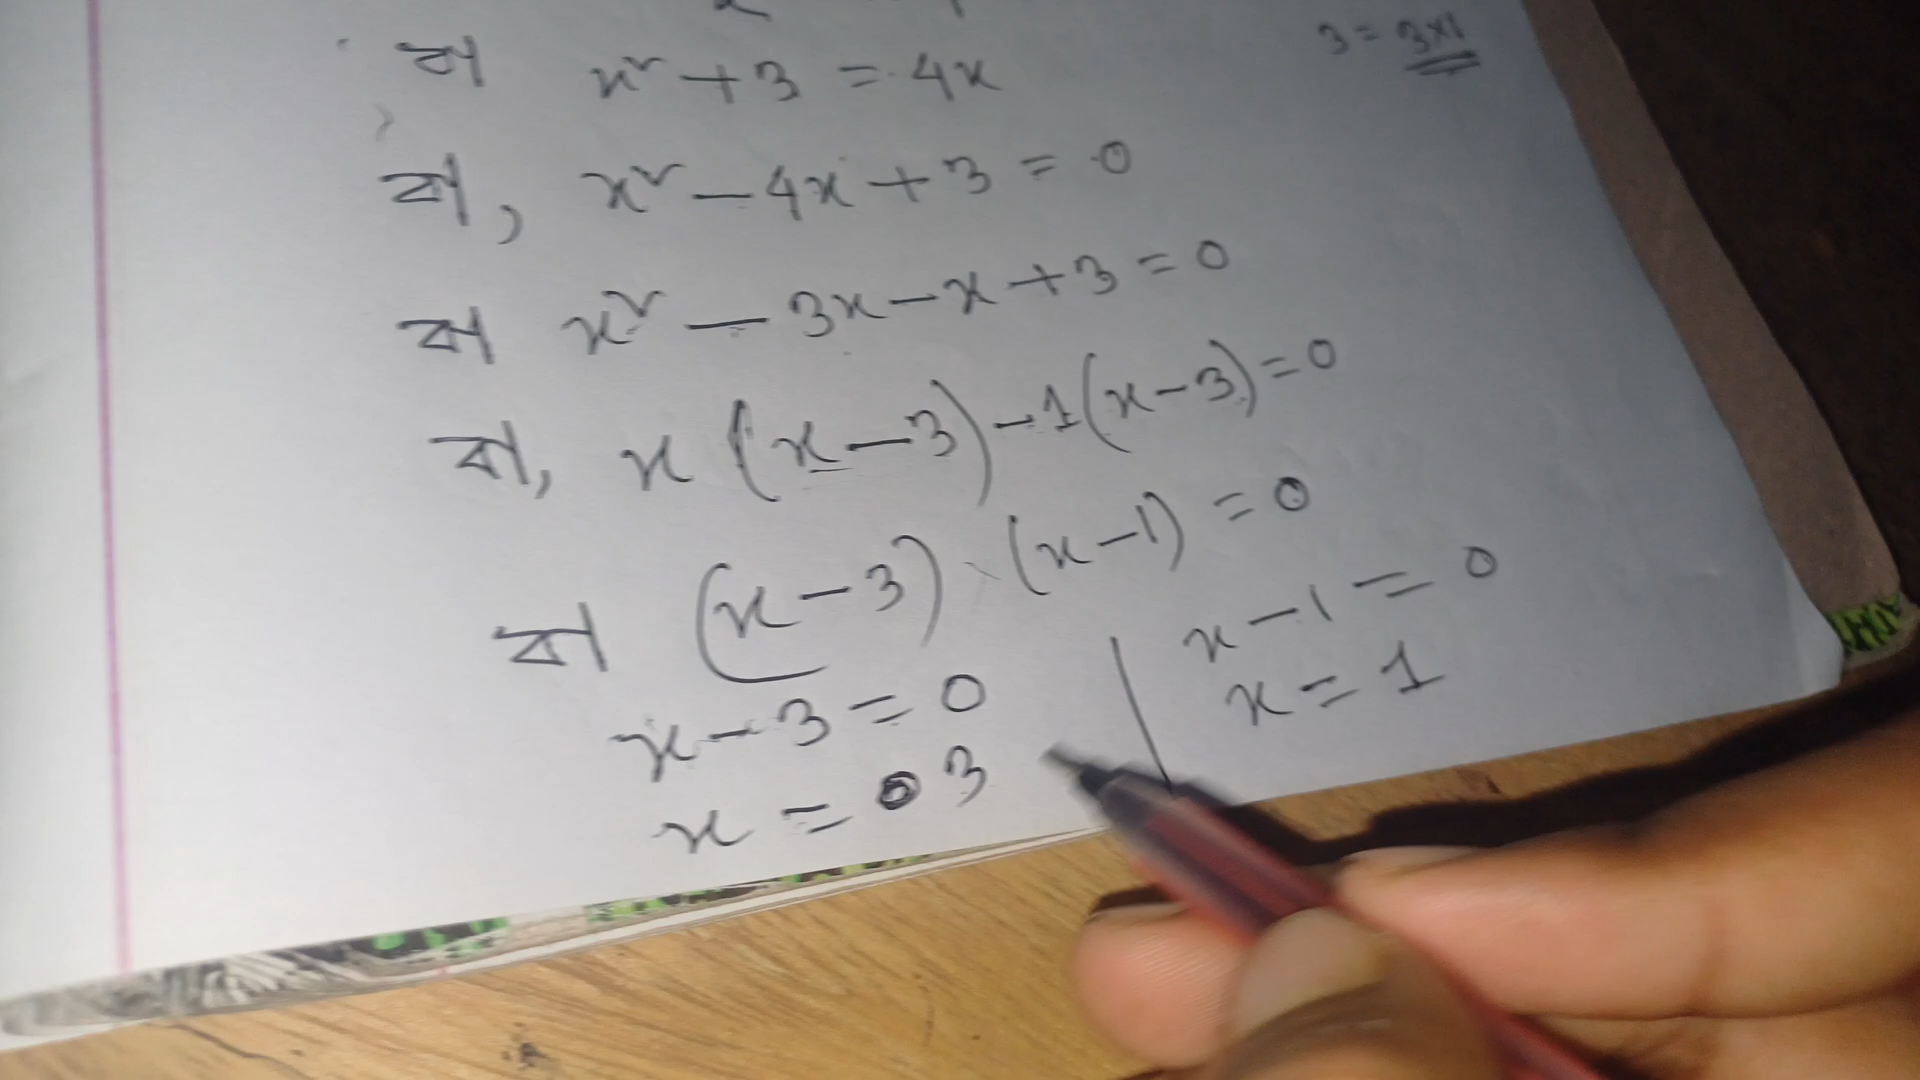 বা x² + 3 = 4x
3 = 3×1
বা, x² - 4x + 3 = 0
বা x² - 3x - x + 3 = 0
বা, x (x - 3) - 1 (x - 3) = 0
বা (x - 3) (x - 1) = 0
x - 3 = 0 | x - 1 = 0
x = 3 | x = 1